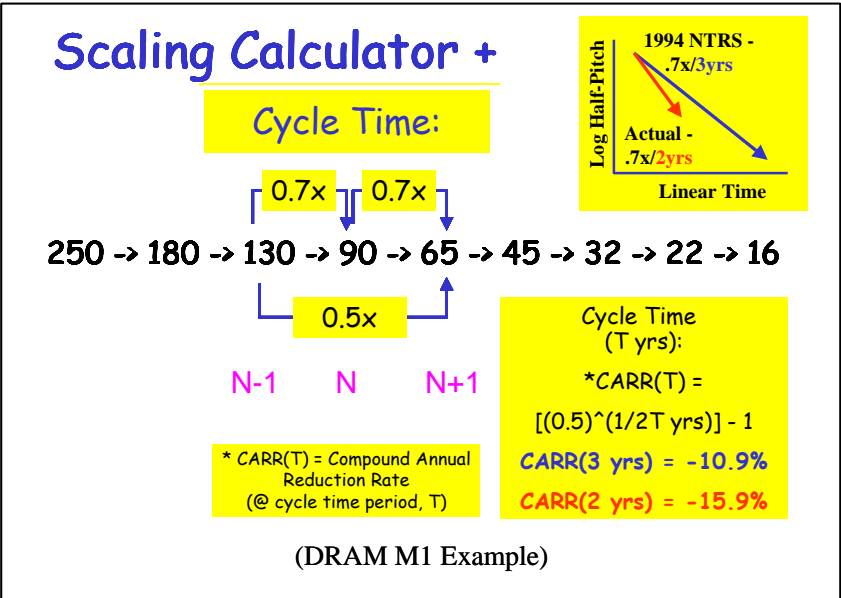 Scaling Calculator +
Cycle Time:
Log Half-Pitch
1994 NTRS -
.7x/3yrs
Actual -
.7x/2yrs
Linear Time
0.7x
0.7x
250 -> 180 -> 130 -> 90 -> 65 -> 45 -> 32 -> 22 -> 16
0.5x
N-1 N N+1
* CARR(T) = Compound Annual
Reduction Rate
(@ cycle time period, T)
Cycle Time
(T yrs):
*CARR(T) =
[(0.5)^(1/2T yrs)] - 1
CARR(3 yrs) = -10.9%
CARR(2 yrs) = -15.9%
(DRAM M1 Example)